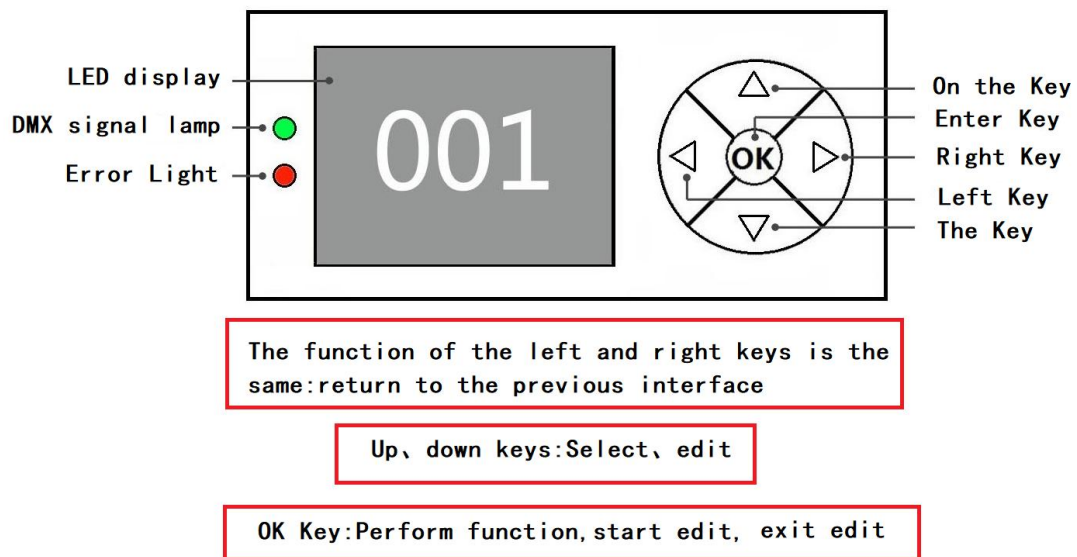 LED display
DMX signal lamp
Error Light
001
OK
On the Key
Enter Key
Right Key
Left Key
The Key
The function of the left and right keys is the
same:return to the previous interface
Up、down keys:Select、edit
OK Key:Perform function,start edit, exit edit